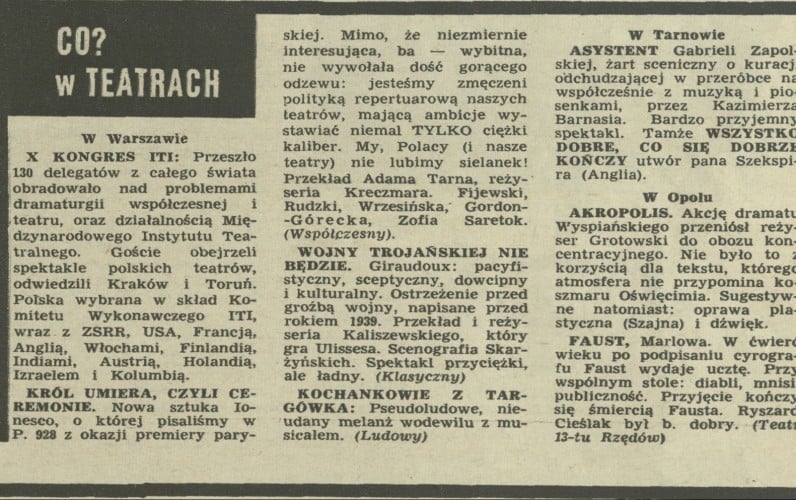 CO?
w TEATRACH
W Warszawie
X KONGRES ITI: Przeszło
130 delegatów z całego świata
obradowało nad problemami
dramaturgii współczesnej i
teatru, oraz działalnością Mię-
dzynarodowego Instytutu Tea-
tralnego. Goście obejrzeli
spektakle polskich teatrów,
odwiedzili Kraków i Toruń.
Polska wybrana w skład Ko-
mitetu Wykonawczego ITI,
wraz z ZSRR, USA, Francją,
Anglią, Włochami, Finlandią,
Indiami, Austrią, Holandią,
Izraelem i Kolumbią.
KRÓL UMIERA, CZYLI CE-
REMONIE. Nowa sztuka Io-
nesco, o której pisaliśmy w
P. 928 z okazji premiery pary-
skiej. Mimo, że niezmiernie
interesująca, ba — wybitna,
nie wywołała dość gorącego
odzewu: jesteśmy zmęczeni
polityką repertuarową naszych
teatrów, mającą ambicje wy-
stawiać niemal TYLKO ciężki
kaliber. My, Polacy (i nasze
teatry) nie lubimy sielanek!
Przekład Adama Tarna, reży-
seria Kreczmara. Fijewski,
Rudzki, Wrzesińska, Gordon-
-Górecka, Zofia Saretok.
(Współczesny).
WOJNY TROJAŃSKIEJ NIE
BĘDZIE. Giraudoux: pacyfi-
styczny, sceptyczny, dowcipny
i kulturalny. Ostrzeżenie przed
groźbą wojny, napisane przed
rokiem 1939. Przekład i reży-
seria Kaliszewskiego, który
gra Ulissesa. Scenografia Skar-
żyńskich. Spektakl przyciężki,
ale ładny. (Klasyczny)
KOCHANKOWIE Z TAR-
GÓWKA: Pseudoludowe, nie-
udany melanż wodewilu z mu-
sicalem. (Ludowy)
W Tarnowie
ASYSTENT Gabrieli Zapol-
skiej, żart sceniczny o kuracji
odchudzającej w przeróbce na
współcześnie z muzyką i pio-
senkami, przez Kazimierza
Barnasia. Bardzo przyjemny
spektakl. Tamże WSZYSTKO
DOBRE, CO SIĘ DOBRZE
KOŃCZY utwór pana Szekspi-
ra (Anglia).
W Opolu
AKROPOLIS. Akcję dramatu
Wyspiańskiego przeniósł reży-
ser Grotowski do obozu kon-
centracyjnego. Nie było to z
korzyścią dla tekstu, którego
atmosfera nie przypomina ko-
szmaru Oświęcimia. Sugestyw-
ne natomiast: oprawa pla-
styczna (Szajna) i dźwięk.
FAUST, Marlowa. W ćwierć
wieku po podpisaniu cyrogra-
fu Faust wydaje ucztę. Przy
wspólnym stole: diabli, mnisi,
publiczność. Przyjęcie kończy
się śmiercią Fausta. Ryszard
Cieślak był b. dobry. (Teatr
13-tu Rzędów)